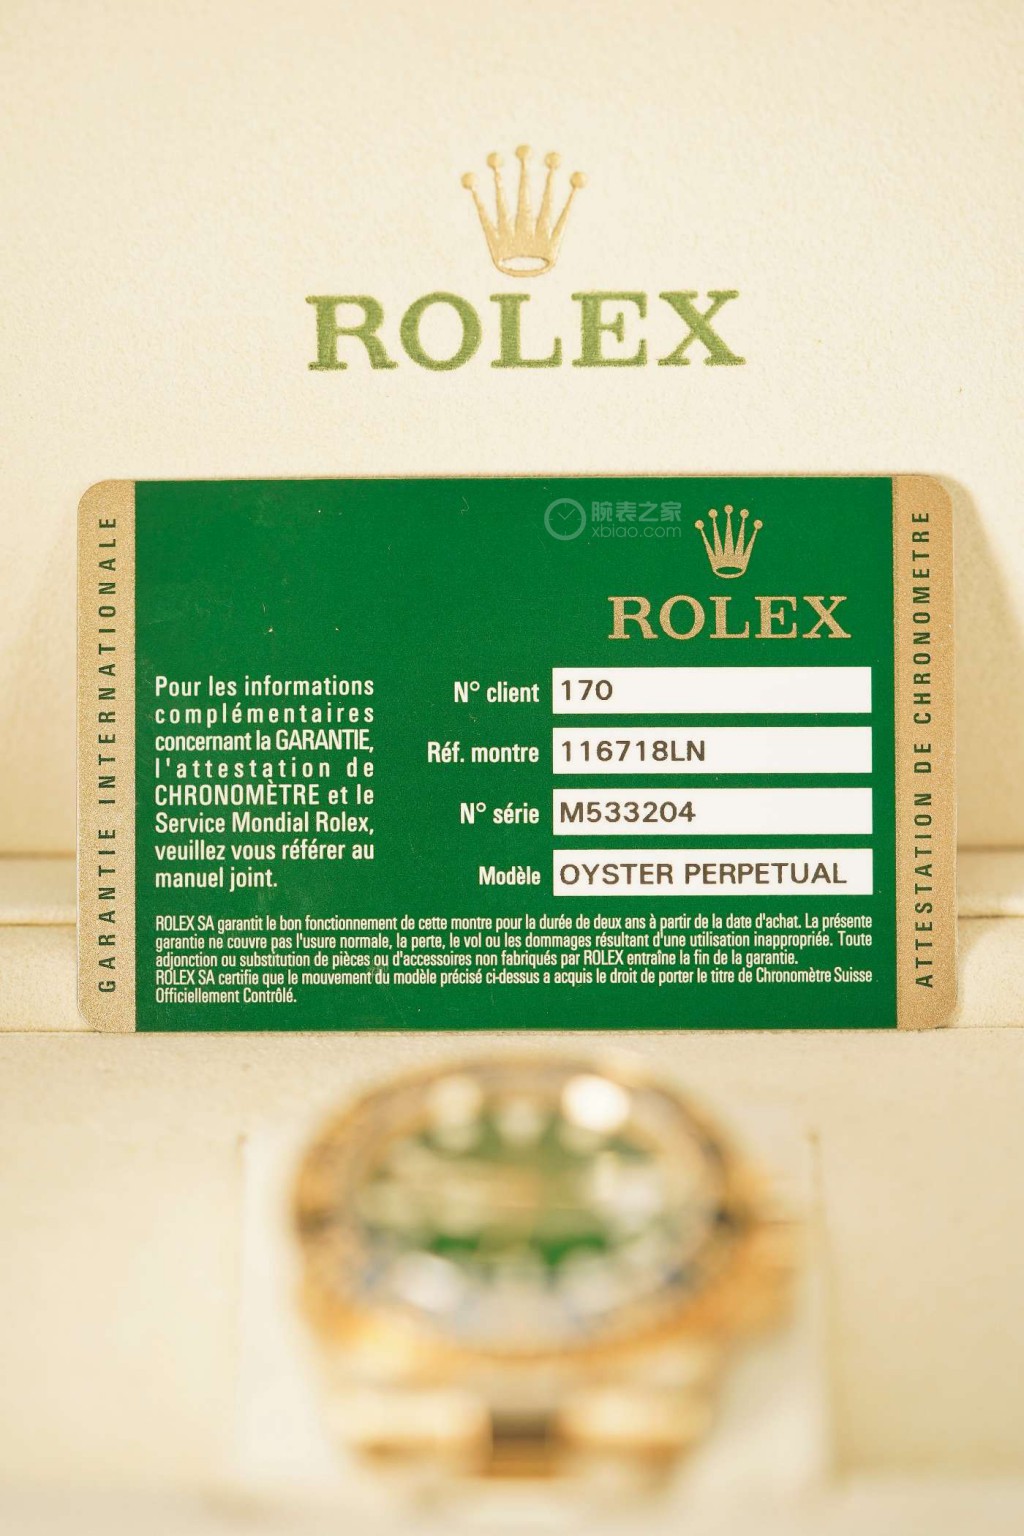 ROLEX
腕表之家
xbiao.com
ROLEX
GARANTIE INTERNATIONALE
Pour les informations
complémentaires
concernant la GARANTIE,
l'attestation de
CHRONOMÈTRE et le
Service Mondial Rolex,
veuillez vous référer au
manuel joint.
N° client 170
Réf. montre 116718LN
N° série M533204
Modèle OYSTER PERPETUAL
ROLEX SA garantit le bon fonctionnement de cette montre pour la durée de deux ans à partir de la date d'achat. La présente
garantie ne couvre pas l'usure normale, la perte, le vol ou les dommages résultant d'une utilisation inappropriée. Toute
adjonction ou substitution de pièces ou d'accessoires non fabriqués par ROLEX entraîne la fin de la garantie.
ROLEX SA certifie que le mouvement du modèle précisé ci-dessus a acquis le droit de porter le titre de Chronomètre Suisse
Officiellement Contrôlé.
ATTESTATION DE CHRONOMETRE